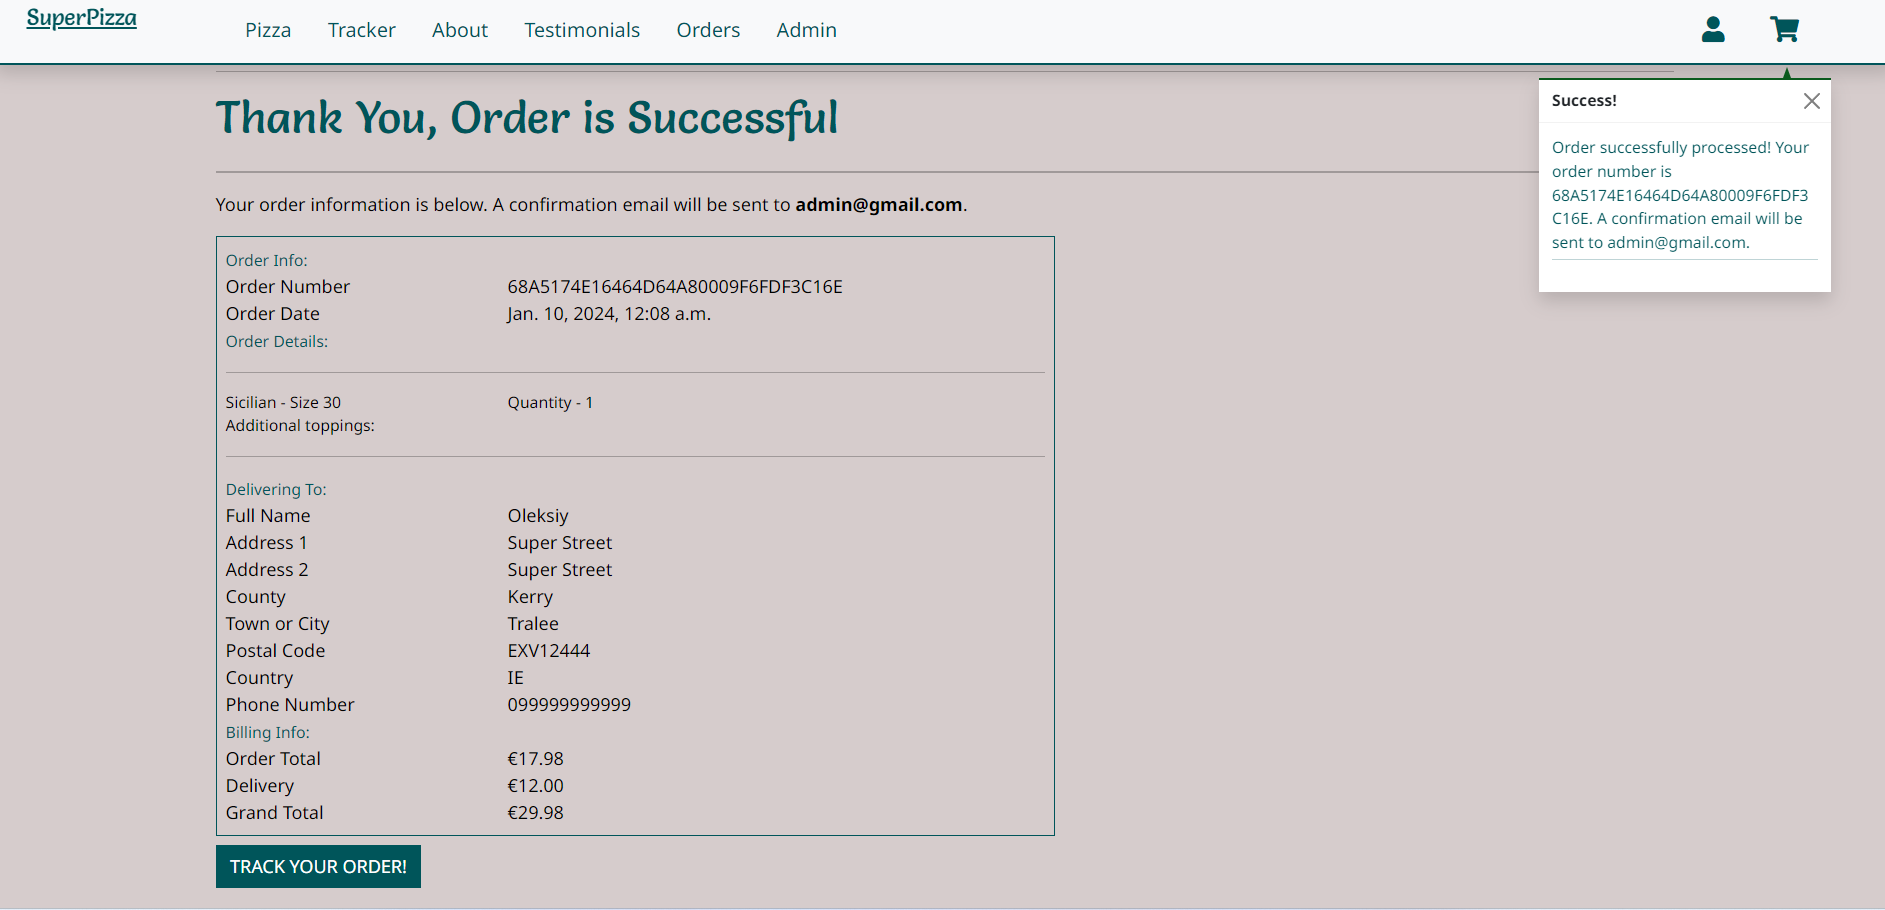 SuperPizza
Pizza Tracker About Testimonials Orders Admin
Success!
Order successfully processed! Your
order number is
68A5174E16464D64A80009F6FDF3
C16E. A confirmation email will be
sent to admin@gmail.com.
Thank You, Order is Successful
Your order information is below. A confirmation email will be sent to admin@gmail.com.
Order Info:
Order Number 68A5174E16464D64A80009F6FDF3C16E
Order Date Jan. 10, 2024, 12:08 a.m.
Order Details:
Sicilian - Size 30 Quantity - 1
Additional toppings:
Delivering To:
Full Name Oleksiy
Address 1 Super Street
Address 2 Super Street
County Kerry
Town or City Tralee
Postal Code EXV12444
Country IE
Phone Number 099999999999
Billing Info:
Order Total €17.98
Delivery €12.00
Grand Total €29.98
TRACK YOUR ORDER!